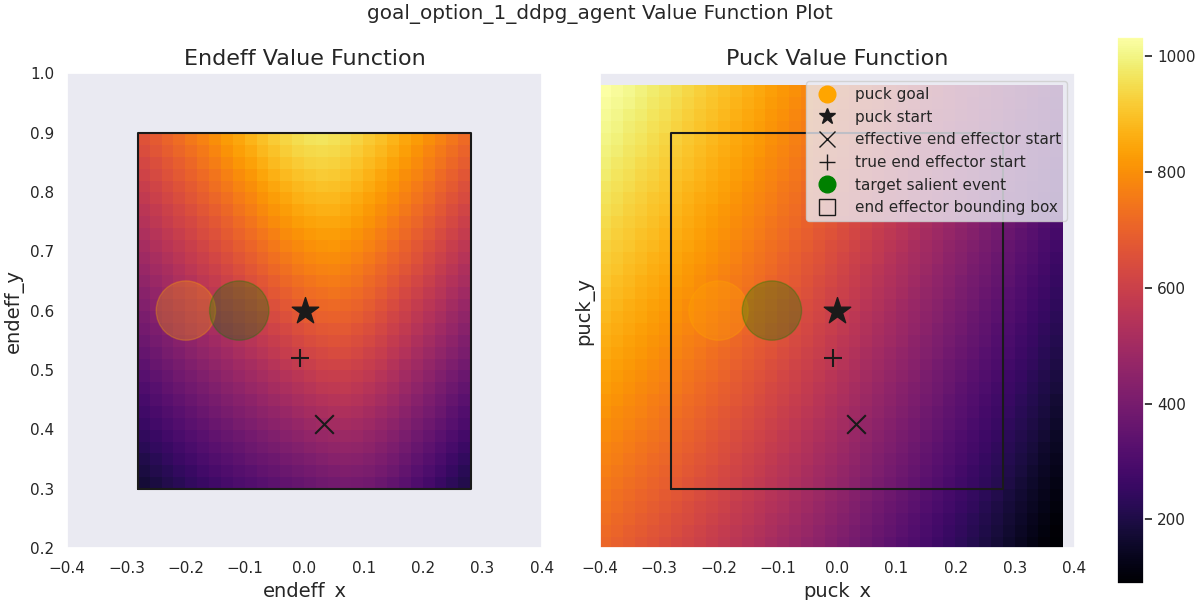 goal_option_1_ddpg_agent Value Function Plot
Endeff Value Function
1.0
0.9
0.8
0.7
0.6
0.5
0.4
0.3
0.2
endeff_y
−0.4 −0.3 −0.2 −0.1 0.0 0.1 0.2 0.3 0.4
endeff_x
Puck Value Function
puck goal
puck start
effective end effector start
true end effector start
target salient event
end effector bounding box
puck_y
−0.4 −0.3 −0.2 −0.1 0.0 0.1 0.2 0.3 0.4
puck_x
1000
800
600
400
200